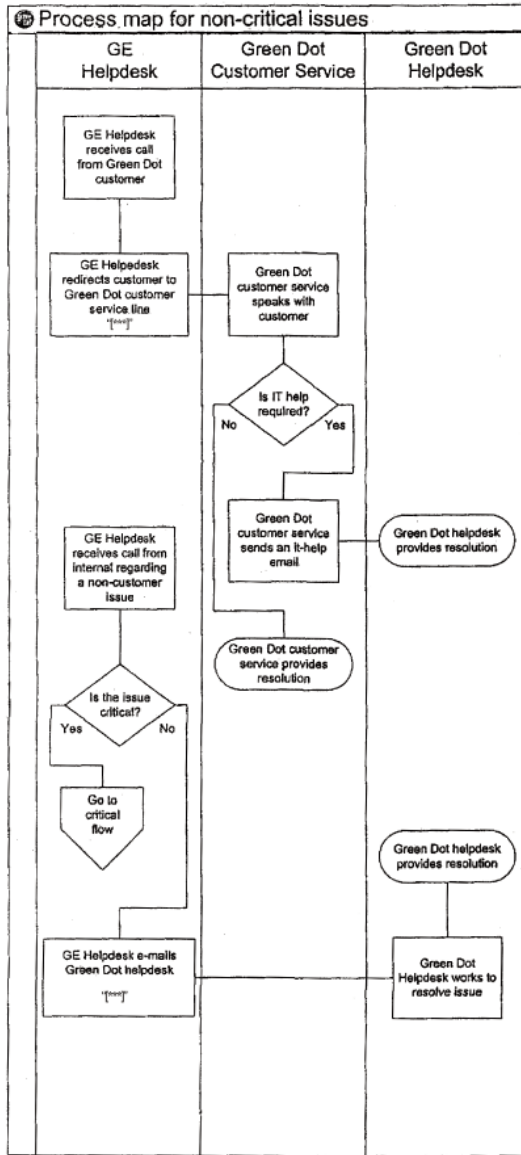 Process map for non-critical issues
GE
Helpdesk
Green Dot
Customer Service
Green Dot
Helpdesk
GE Helpdesk
receives call
from Green Dot
customer
GE Helpedesk
redirects customer to
Green Dot customer
service line
"[***]"
Green Dot
customer service
speaks with
customer
Is IT help
required?
No
Yes
Green Dot
customer service
sends an it-help
email
Green Dot helpdesk
provides resolution
GE Helpdesk
receives call from
internal regarding
a non-customer
issue
Green Dot customer
service provides
resolution
Is the issue
critical?
Yes
No
Go to
critical
flow
Green Dot helpdesk
provides resolution
GE Helpdesk e-mails
Green Dot helpdesk
"[***]"
Green Dot
Helpdesk works to
resolve issue